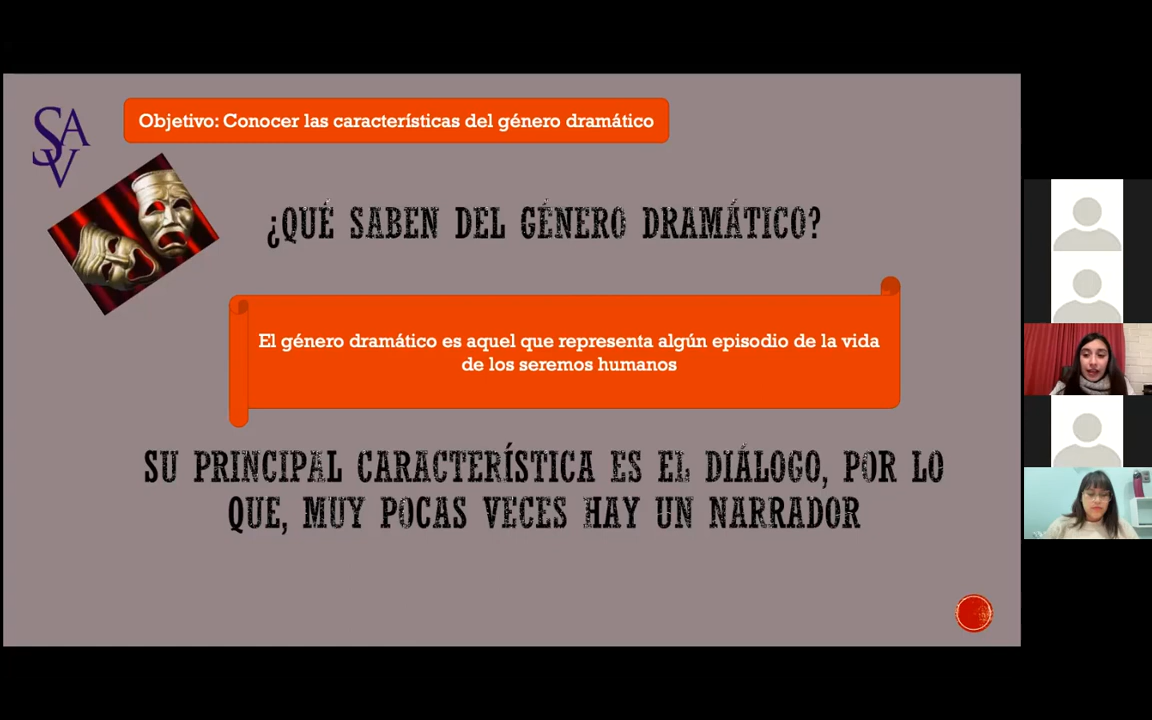 SAV
Objetivo: Conocer las características del género dramático
¿QUÉ SABEN DEL GÉNERO DRAMÁTICO?
El género dramático es aquel que representa algún episodio de la vida
de los seremos humanos
SU PRINCIPAL CARACTERÍSTICA ES EL DIÁLOGO, POR LO
QUE, MUY POCAS VECES HAY UN NARRADOR